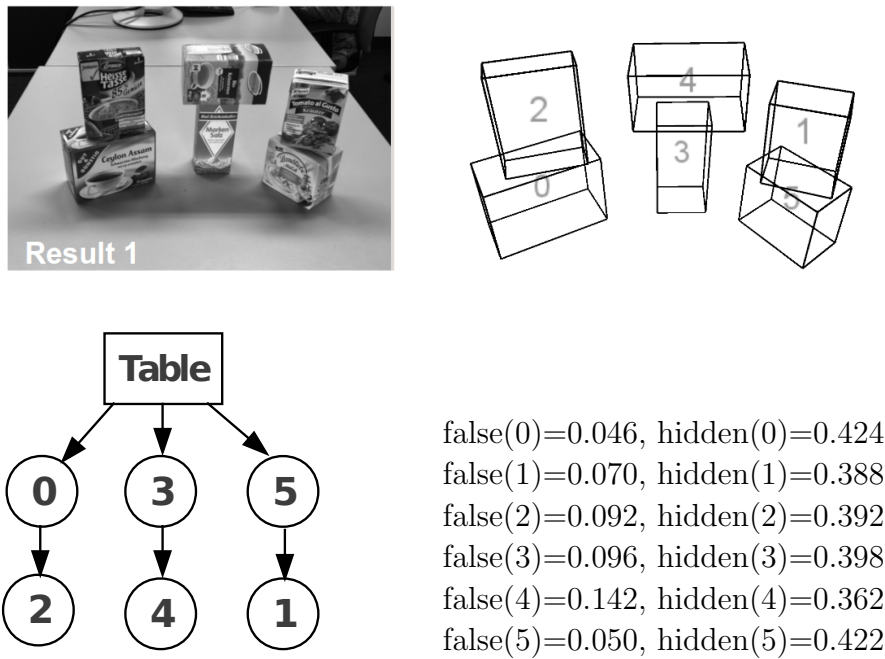 HEISSE
TASSE
Ceylon Assam
Marken
Salz
Tomato al Gusto
Result 1
2
4
3
1
0
5
Table
0
3
5
2
4
1
false(0)=0.046, hidden(0)=0.424
false(1)=0.070, hidden(1)=0.388
false(2)=0.092, hidden(2)=0.392
false(3)=0.096, hidden(3)=0.398
false(4)=0.142, hidden(4)=0.362
false(5)=0.050, hidden(5)=0.422